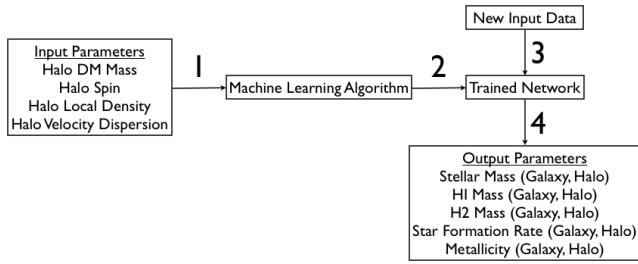 New Input Data
Input Parameters
Halo DM Mass
Halo Spin
Halo Local Density
Halo Velocity Dispersion
1
Machine Learning Algorithm
2
Trained Network
3
4
Output Parameters
Stellar Mass (Galaxy, Halo)
H1 Mass (Galaxy, Halo)
H2 Mass (Galaxy, Halo)
Star Formation Rate (Galaxy, Halo)
Metallicity (Galaxy, Halo)